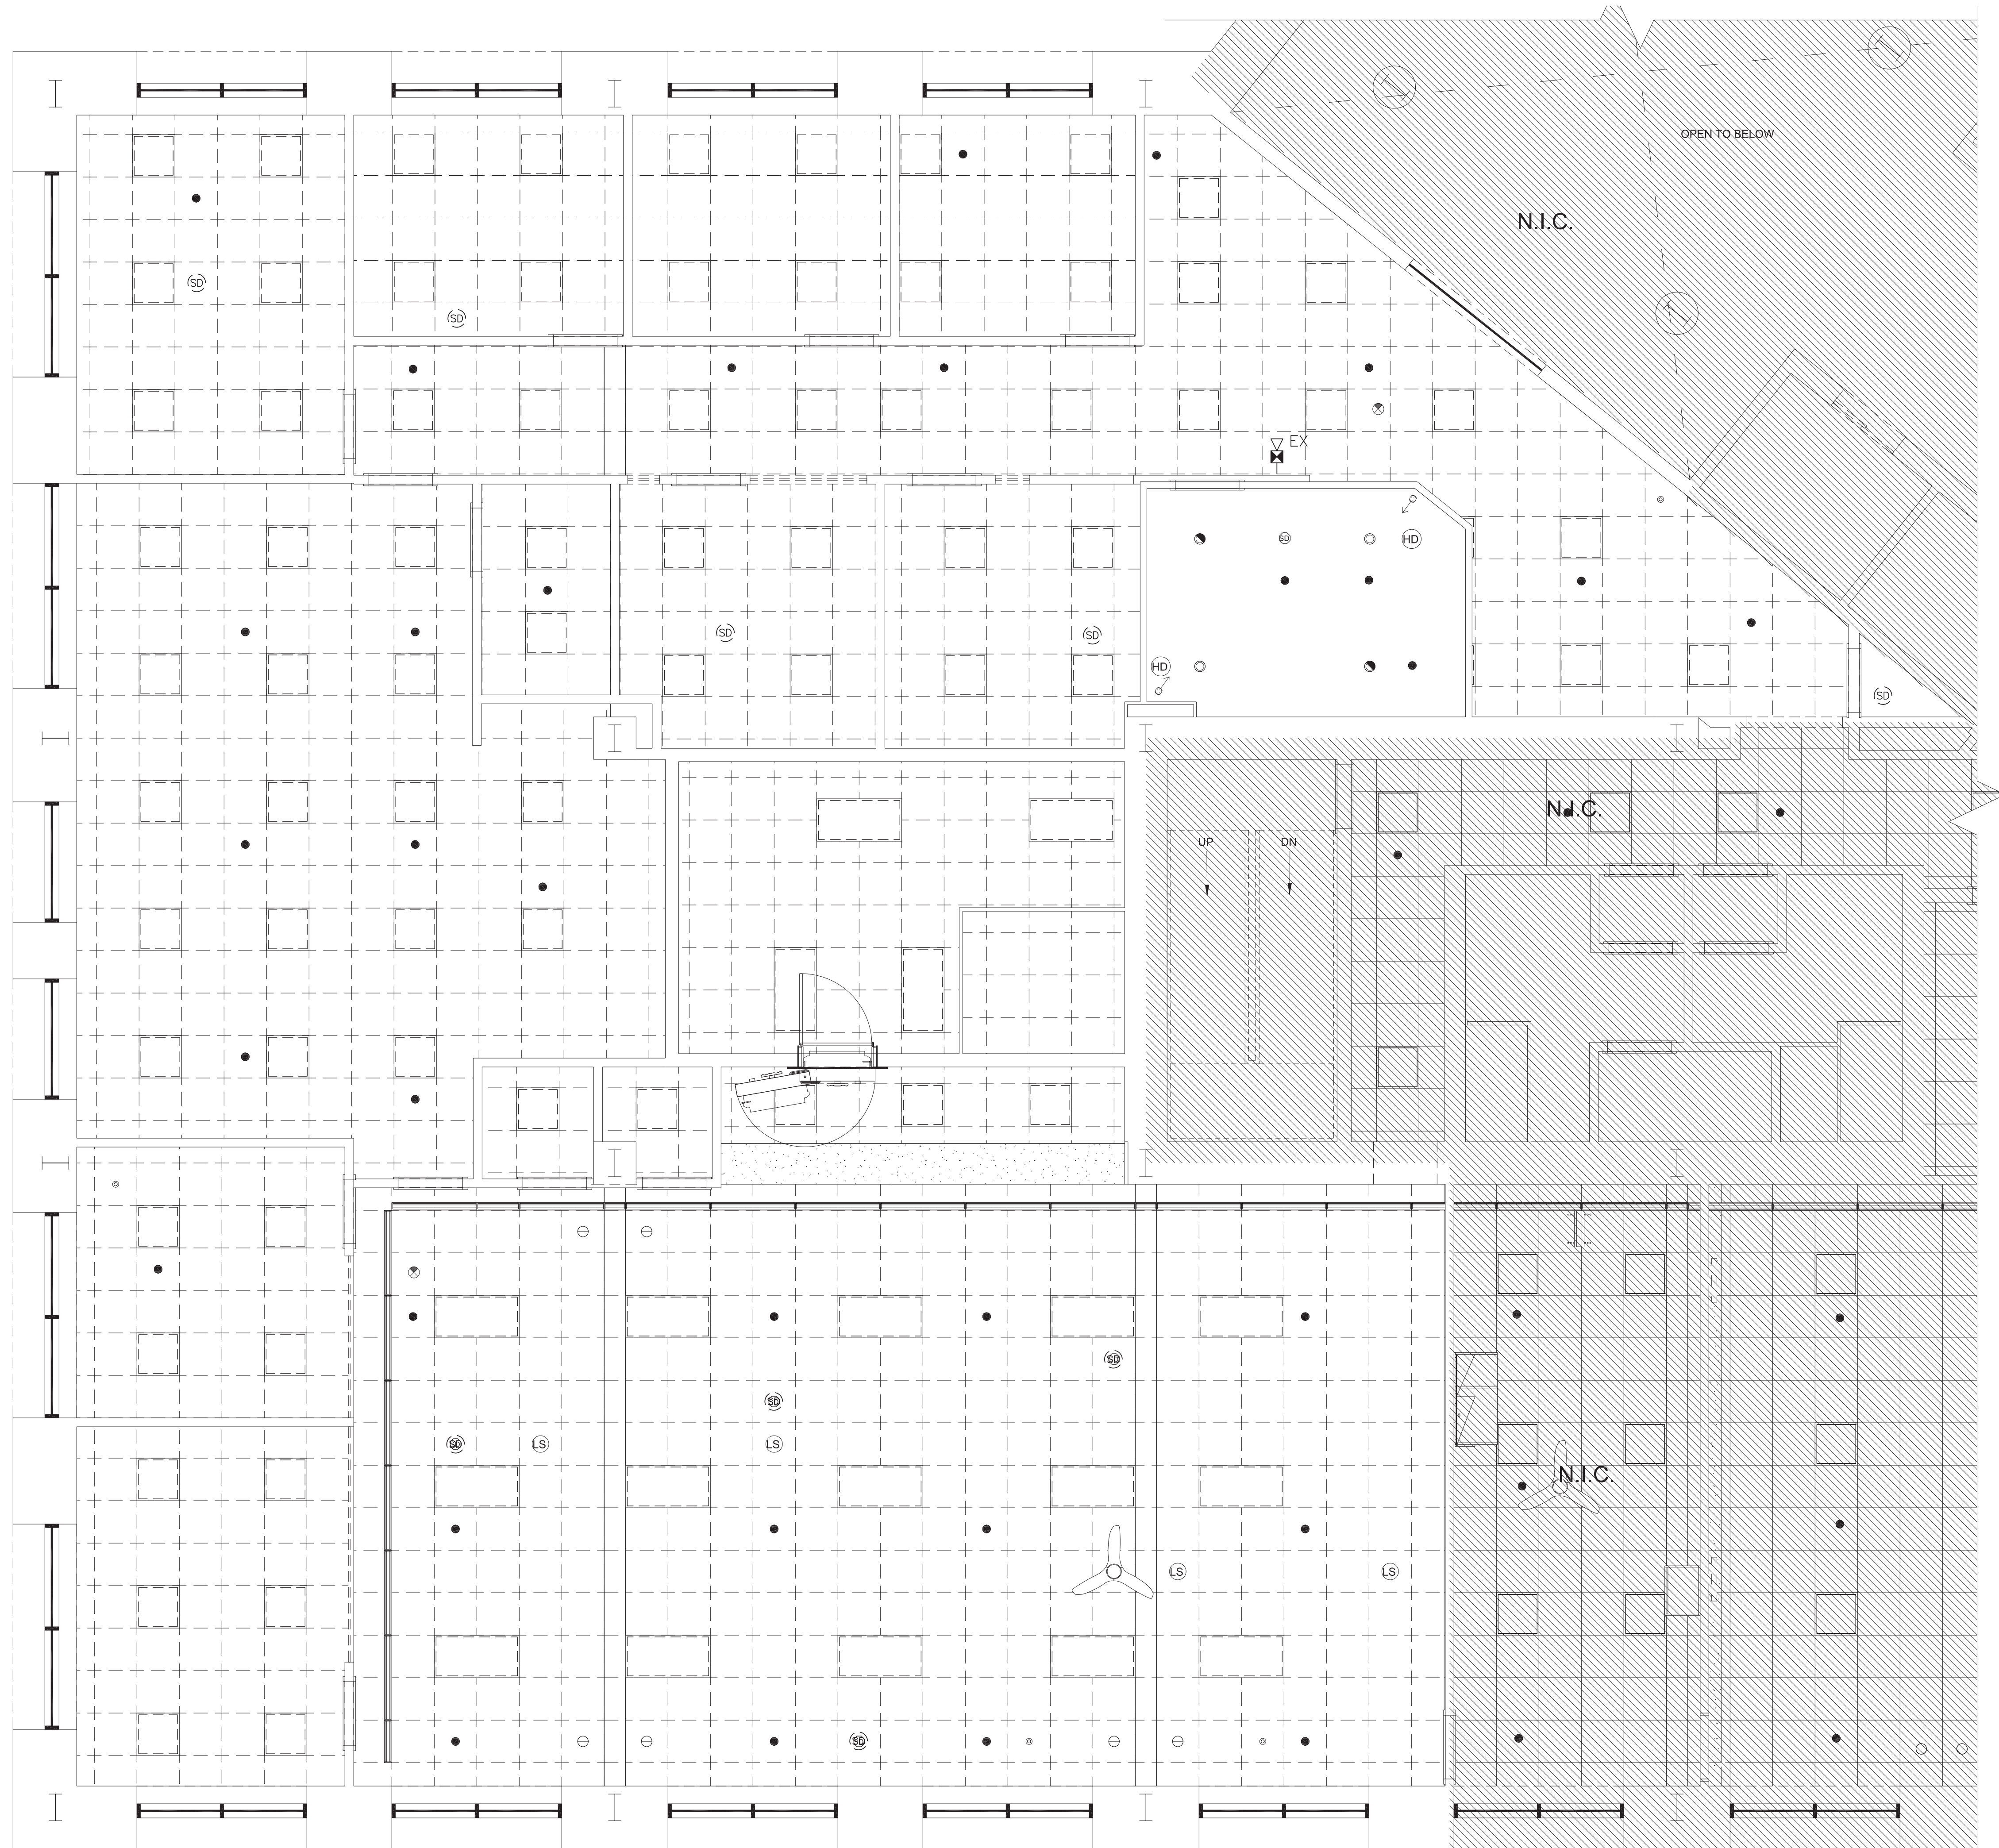 OPEN TO BELOW
N.I.C.
SD
SD
EX
SD
HD
SD
SD
HD
SD
N.I.C.
UP
DN
SD
SD
SD
LS
LS
N.I.C.
LS
LS
SD